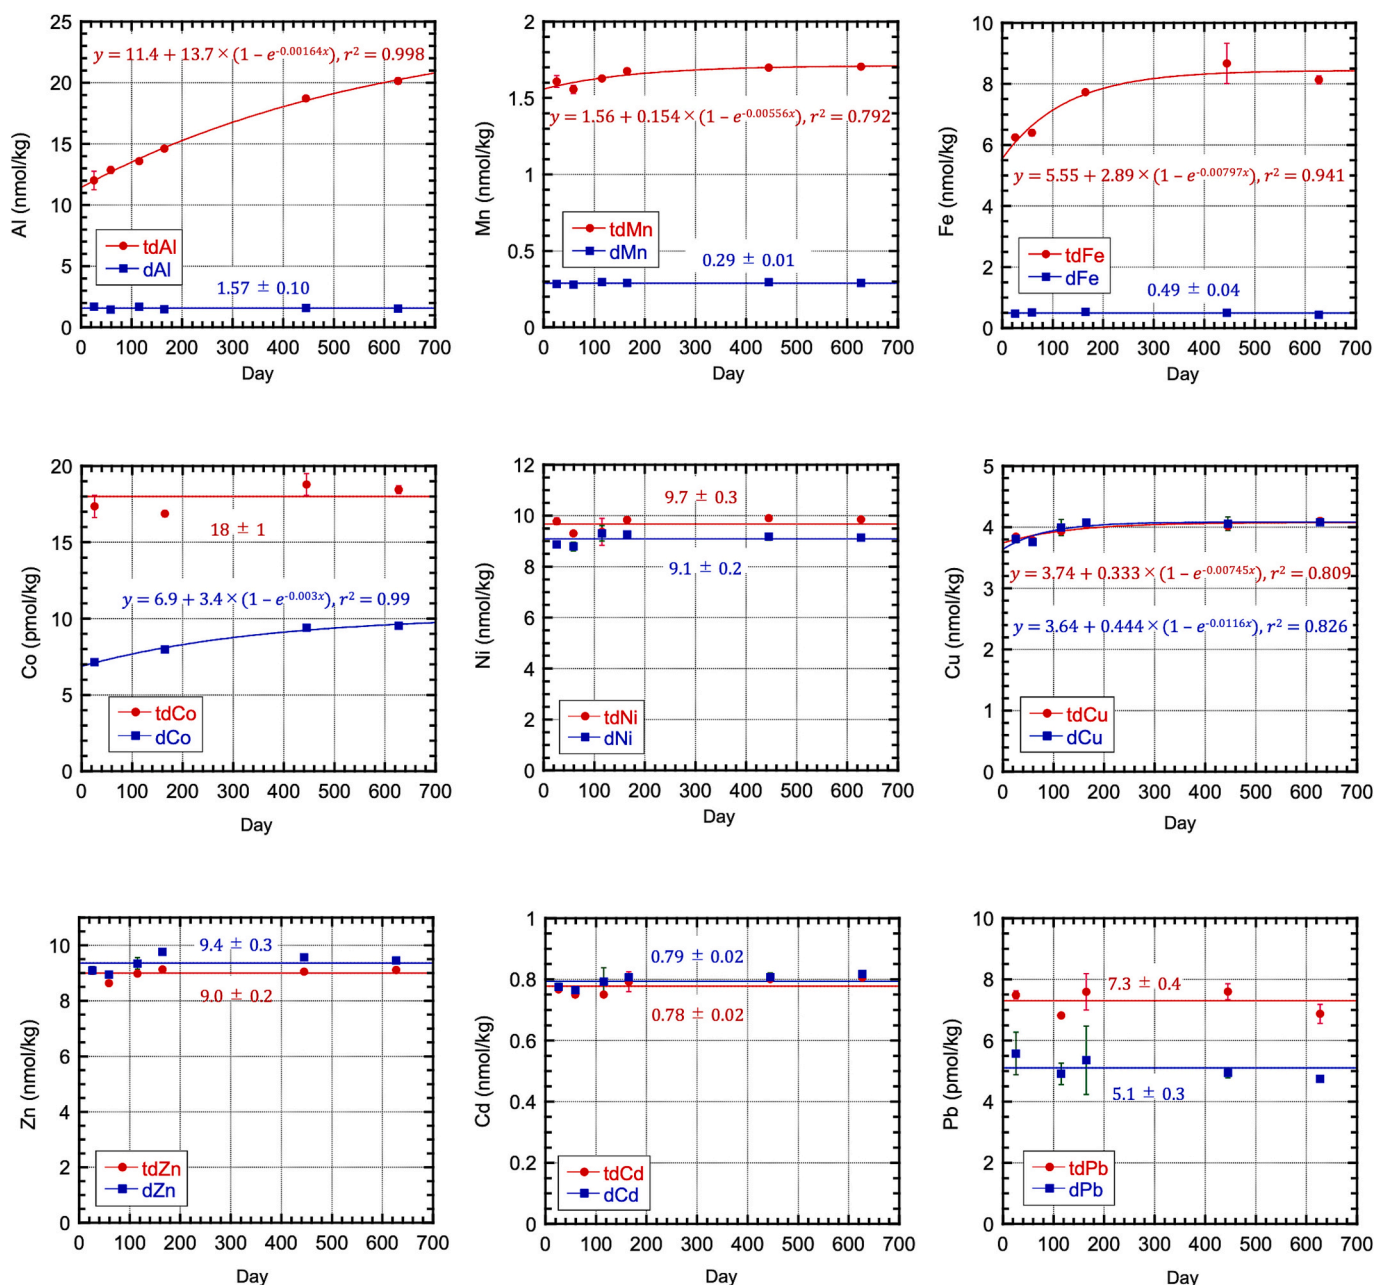 25
20
15
10
5
0
Al (nmol/kg)
y = 11.4 + 13.7 × (1 − e^-0.00164x), r² = 0.998
tdAl
dAl
1.57 ± 0.10
0 100 200 300 400 500 600 700
Day
2
1.5
1
0.5
0
Mn (nmol/kg)
y = 1.56 + 0.154 × (1 − e^-0.00556x), r² = 0.792
tdMn
dMn
0.29 ± 0.01
0 100 200 300 400 500 600 700
Day
10
8
6
4
2
0
Fe (nmol/kg)
y = 5.55 + 2.89 × (1 − e^-0.00797x), r² = 0.941
tdFe
dFe
0.49 ± 0.04
0 100 200 300 400 500 600 700
Day
20
15
10
5
0
Co (pmol/kg)
18 ± 1
y = 6.9 + 3.4 × (1 − e^-0.003x), r² = 0.99
tdCo
dCo
0 100 200 300 400 500 600 700
Day
12
10
8
6
4
2
0
Ni (nmol/kg)
9.7 ± 0.3
9.1 ± 0.2
tdNi
dNi
0 100 200 300 400 500 600 700
Day
5
4
3
2
1
0
Cu (nmol/kg)
y = 3.74 + 0.333 × (1 − e^-0.00745x), r² = 0.809
y = 3.64 + 0.444 × (1 − e^-0.0116x), r² = 0.826
tdCu
dCu
0 100 200 300 400 500 600 700
Day
10
8
6
4
2
0
Zn (nmol/kg)
9.4 ± 0.3
9.0 ± 0.2
tdZn
dZn
0 100 200 300 400 500 600 700
Day
1
0.8
0.6
0.4
0.2
0
Cd (nmol/kg)
0.79 ± 0.02
0.78 ± 0.02
tdCd
dCd
0 100 200 300 400 500 600 700
Day
10
8
6
4
2
0
Pb (pmol/kg)
7.3 ± 0.4
5.1 ± 0.3
tdPb
dPb
0 100 200 300 400 500 600 700
Day